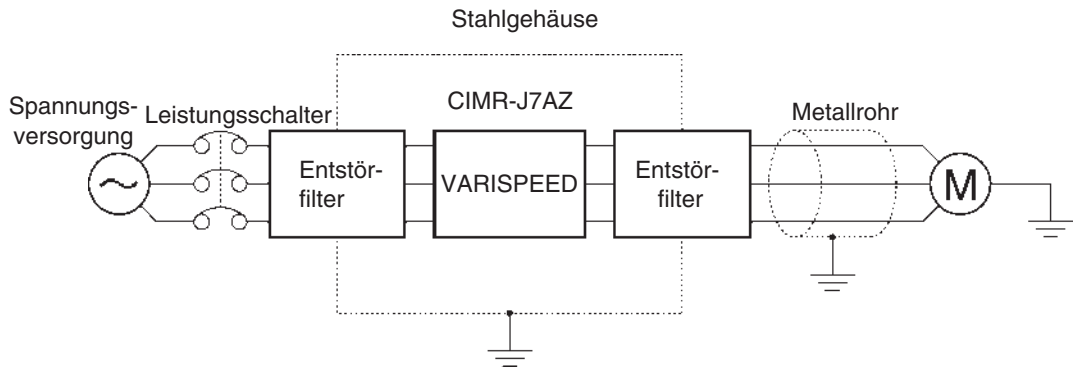 Stahlgehäuse
CIMR-J7AZ
Spannungs-
versorgung
Leistungsschalter
Metallrohr
Entstör-
filter
VARISPEED
Entstör-
filter
M